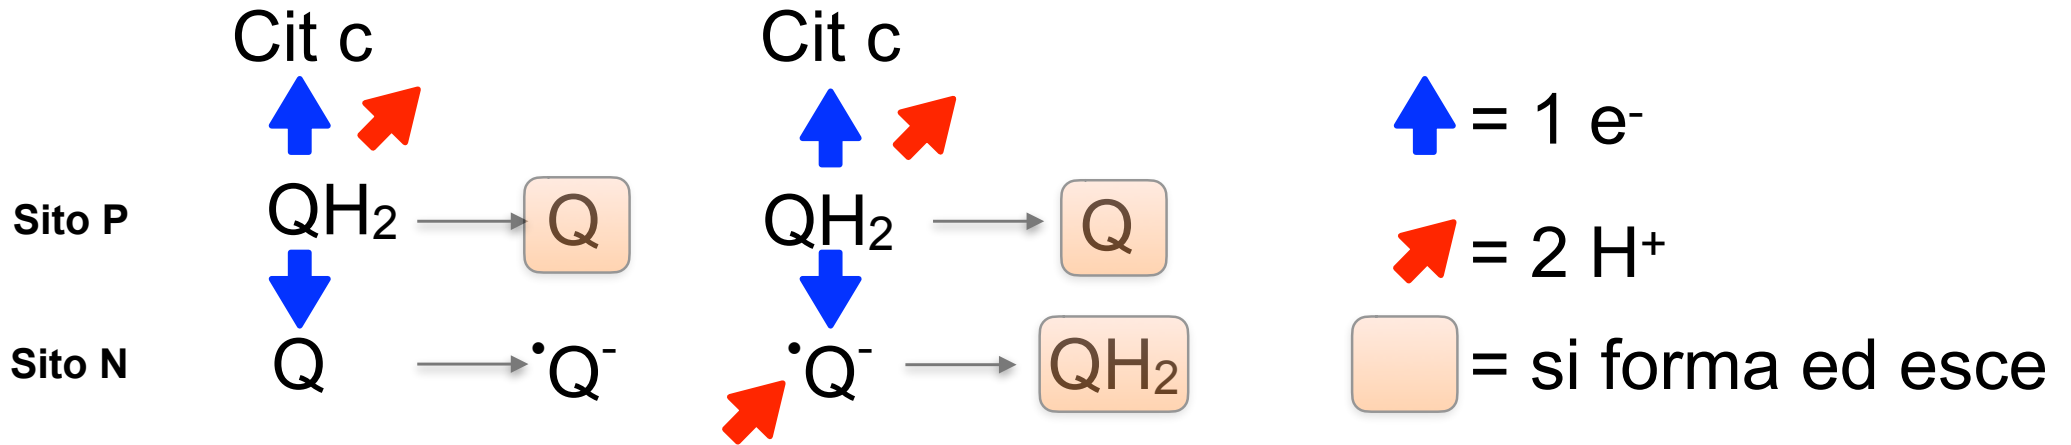 Cit c Cit c
= 1 e⁻
Sito P QH₂ Q QH₂ Q
= 2 H⁺
Sito N Q •Q⁻ •Q⁻ QH₂
= si forma ed esce